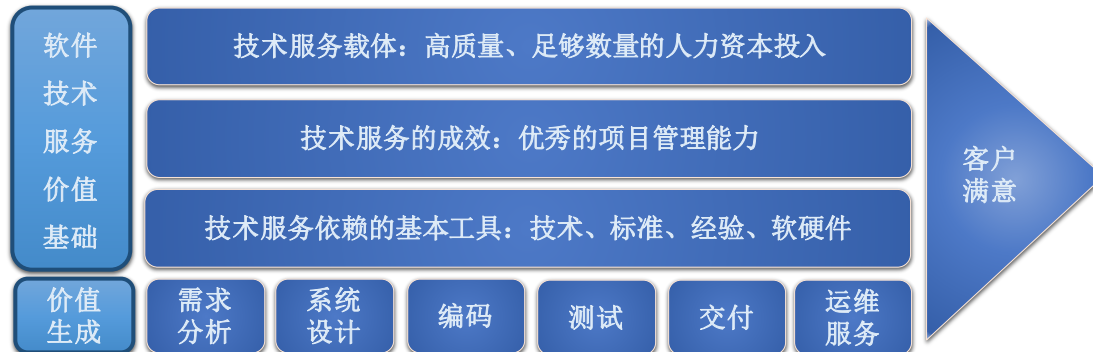 软件
技术
服务
价值
基础
技术服务载体：高质量、足够数量的人力资本投入
技术服务的成效：优秀的项目管理能力
技术服务依赖的基本工具：技术、标准、经验、软硬件
客户
满意
价值
生成
需求
分析
系统
设计
编码
测试
交付
运维
服务